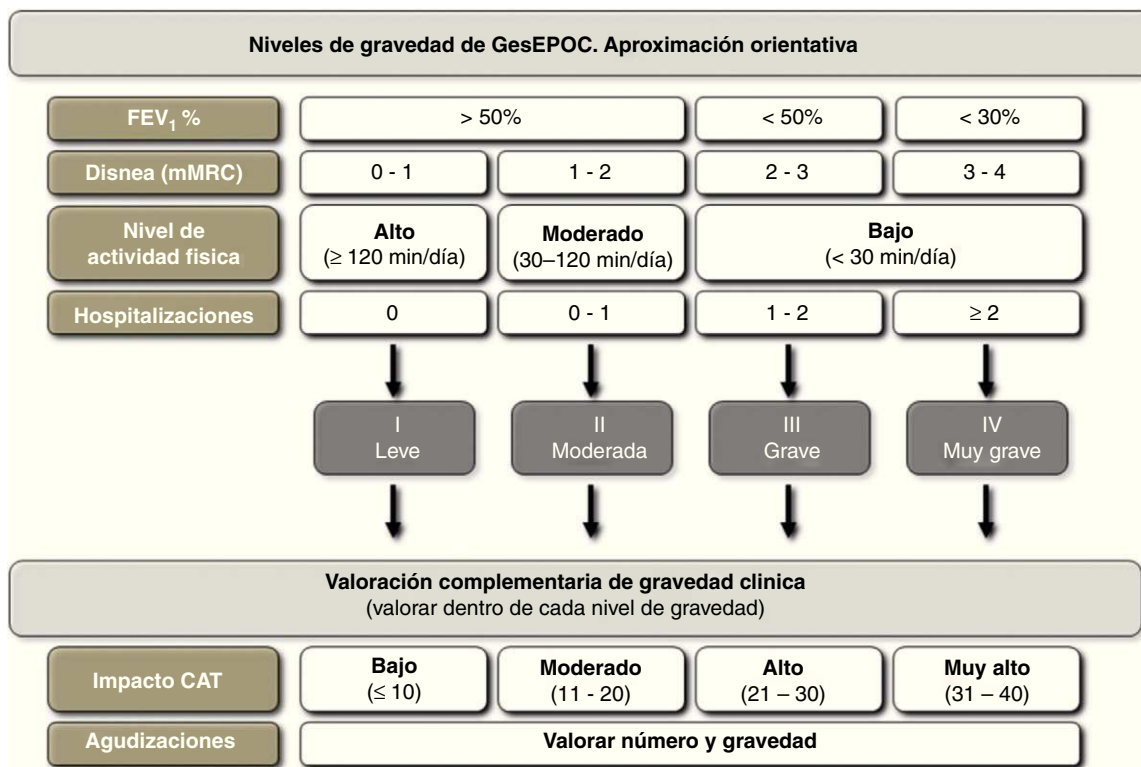 Niveles de gravedad de GesEPOC. Aproximación orientativa
FEV₁ %
> 50%
< 50%
< 30%
Disnea (mMRC)
0 - 1
1 - 2
2 - 3
3 - 4
Nivel de
actividad fisica
Alto
(≥ 120 min/día)
Moderado
(30–120 min/día)
Bajo
(< 30 min/día)
Hospitalizaciones
0
0 - 1
1 - 2
≥ 2
I
Leve
II
Moderada
III
Grave
IV
Muy grave
Valoración complementaria de gravedad clinica
(valorar dentro de cada nivel de gravedad)
Impacto CAT
Bajo
(≤ 10)
Moderado
(11 - 20)
Alto
(21 – 30)
Muy alto
(31 – 40)
Agudizaciones
Valorar número y gravedad